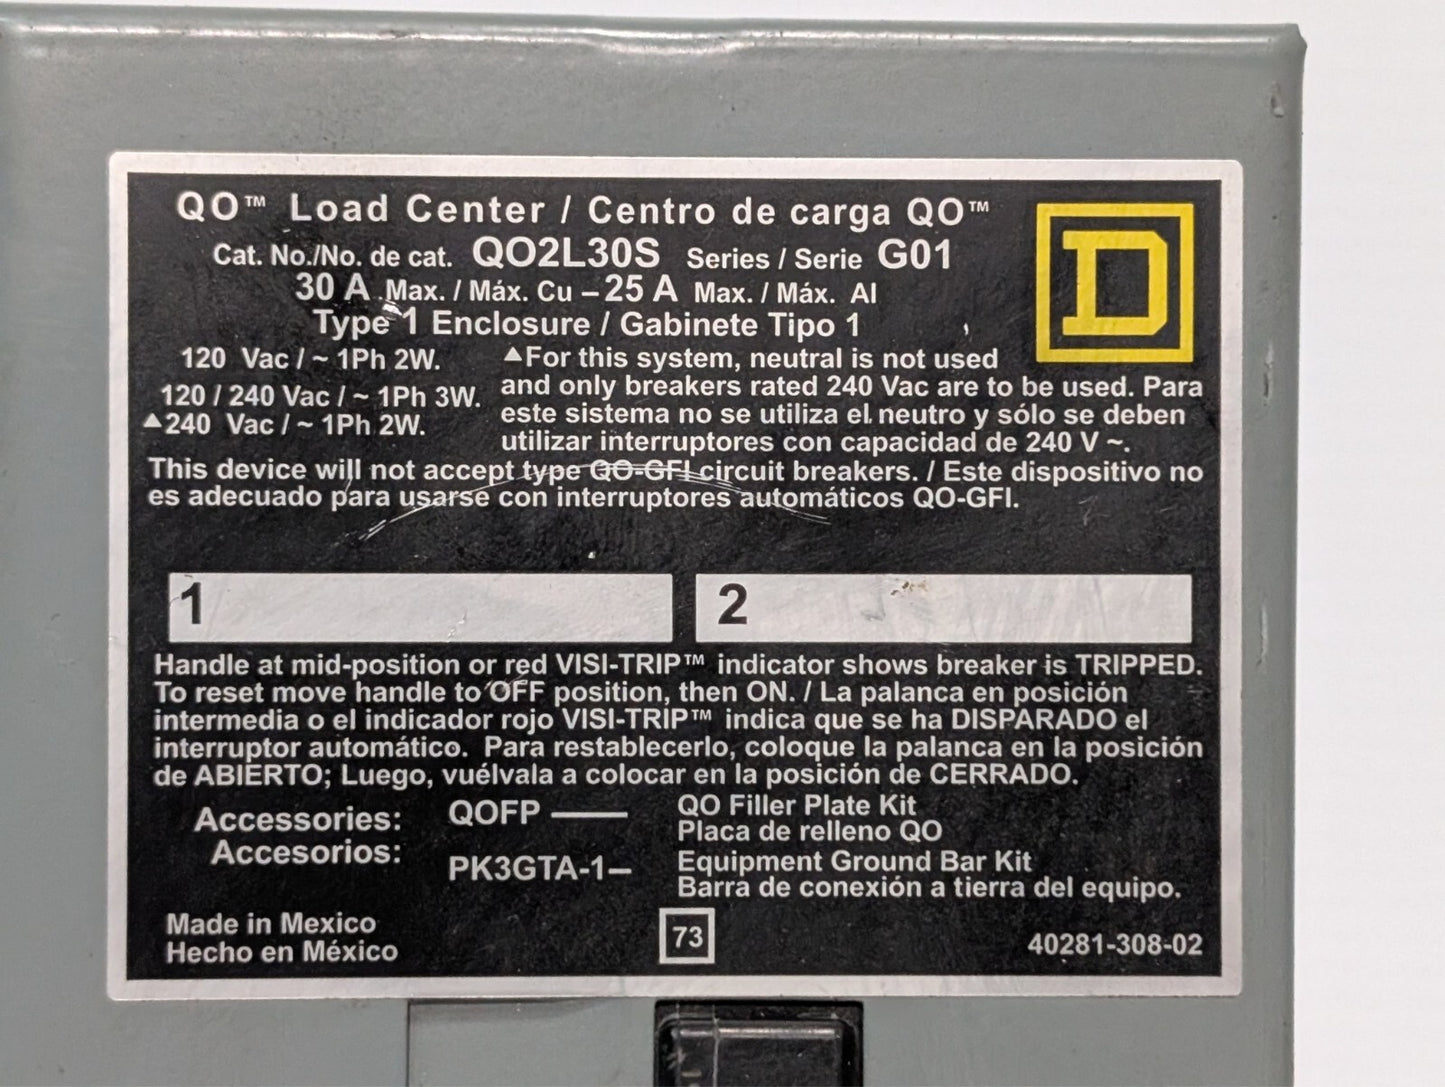 QO™ Load Center / Centro de carga QO™
Cat. No./No. de cat. QO2L30S Series / Serie G01
30 A Max. / Máx. Cu – 25 A Max. / Máx. Al
Type 1 Enclosure / Gabinete Tipo 1
120 Vac / ~ 1Ph 2W.
120 / 240 Vac / ~ 1Ph 3W.
▲240 Vac / ~ 1Ph 2W.
▲For this system, neutral is not used
and only breakers rated 240 Vac are to be used. Para
este sistema no se utiliza el neutro y sólo se deben
utilizar interruptores con capacidad de 240 V ~.
This device will not accept type QO-GFI circuit breakers. / Este dispositivo no
es adecuado para usarse con interruptores automáticos QO-GFI.
1
2
Handle at mid-position or red VISI-TRIP™ indicator shows breaker is TRIPPED.
To reset move handle to OFF position, then ON. / La palanca en posición
intermedia o el indicador rojo VISI-TRIP™ indica que se ha DISPARADO el
interruptor automático. Para restablecerlo, coloque la palanca en la posición
de ABIERTO; Luego, vuélvala a colocar en la posición de CERRADO.
Accessories:
Accesorios:
QOFP —— QO Filler Plate Kit
Placa de relleno QO
PK3GTA-1– Equipment Ground Bar Kit
Barra de conexión a tierra del equipo.
Made in Mexico
Hecho en México
73
40281-308-02
D